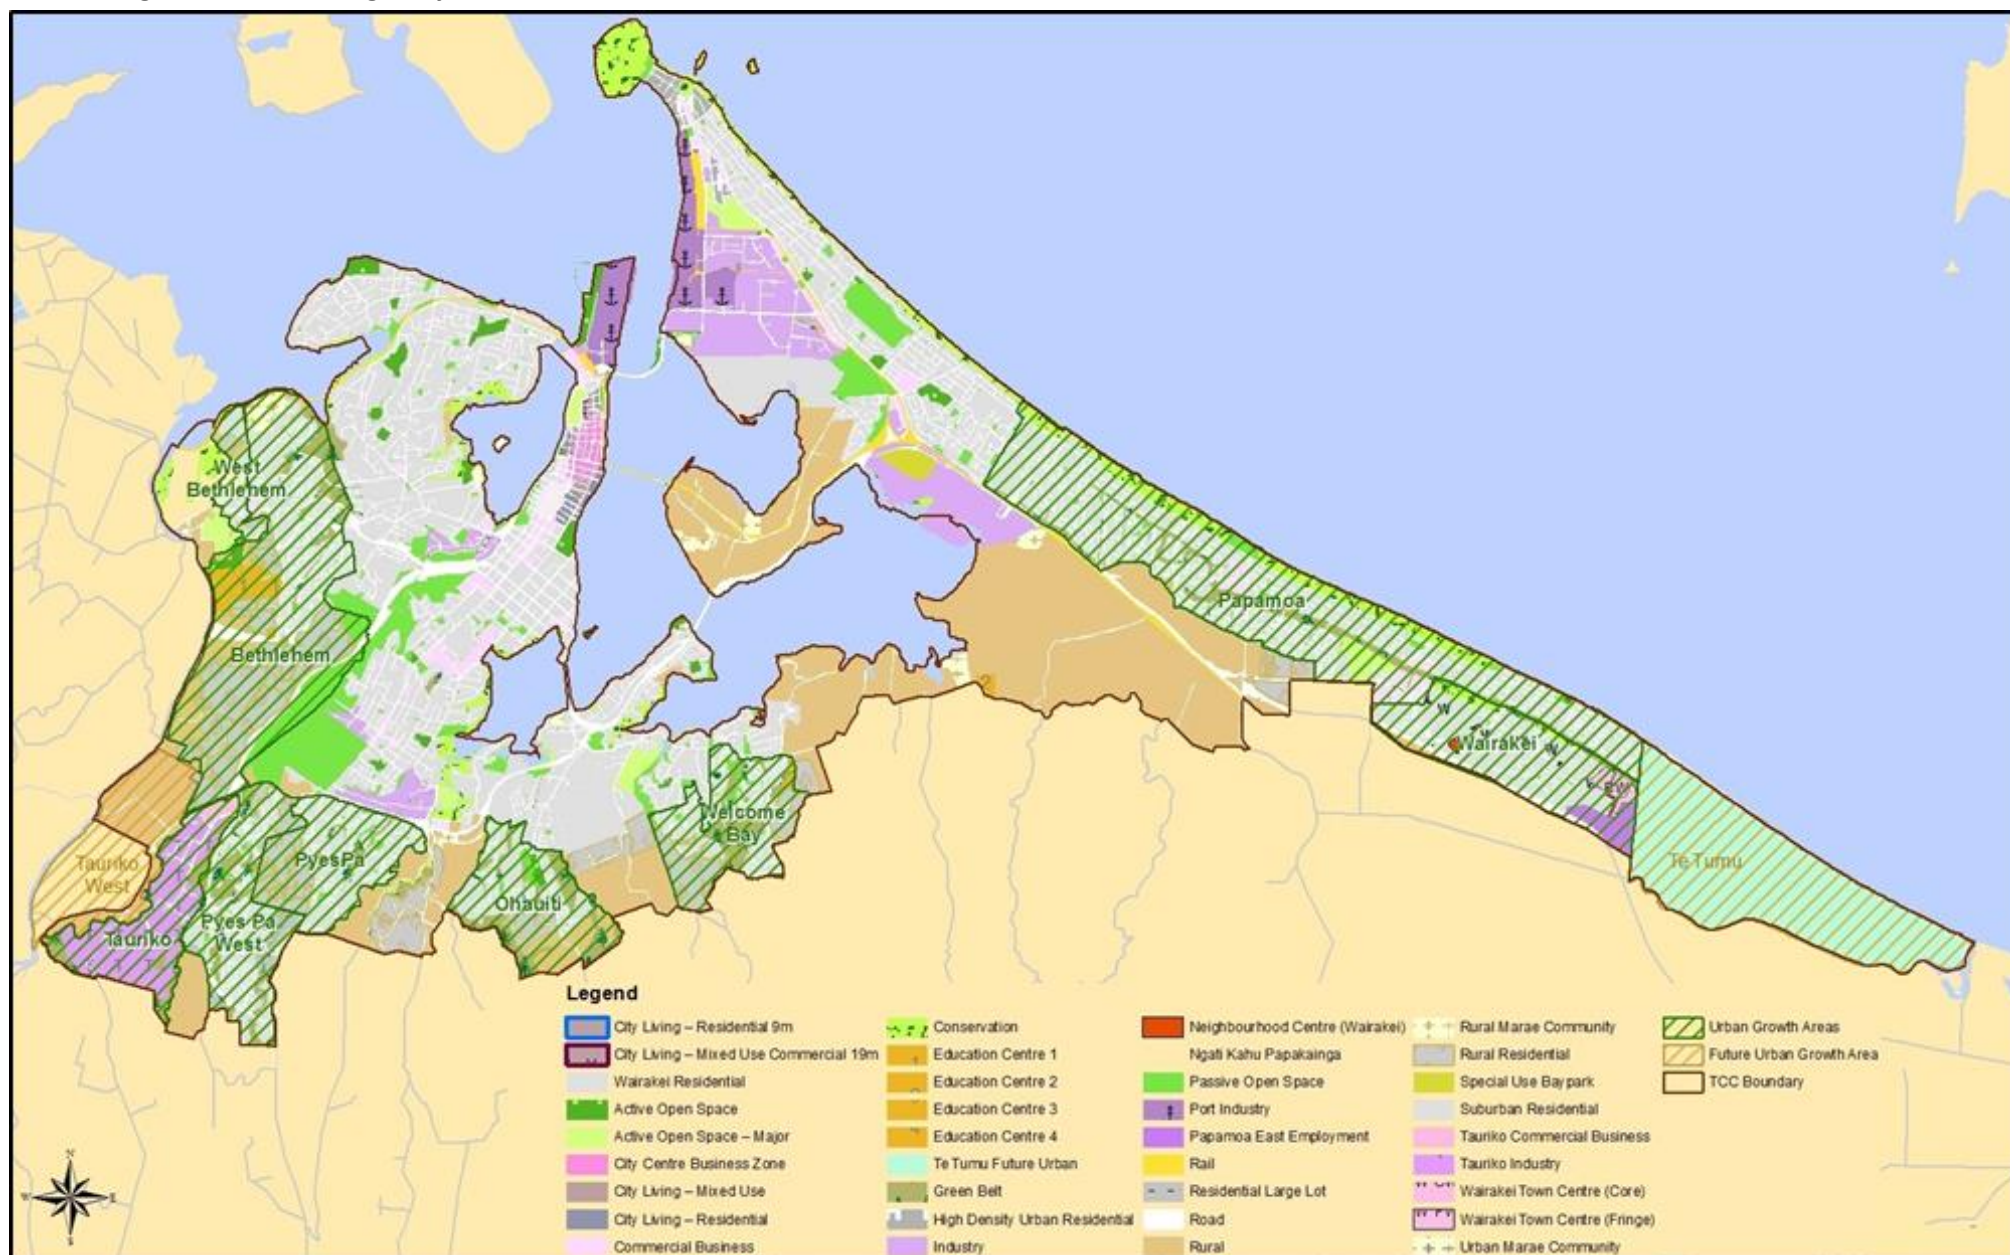 West
Bethlehem
Bethlehem
Papamoa
Wairakei
Te Tumu
Welcome
Bay
Ohauiti
PyesPa
Pyes Pa
West
Tauriko
West
Tauriko
Legend
City Living – Residential 9m
City Living – Mixed Use Commercial 19m
Wairakei Residential
Active Open Space
Active Open Space – Major
City Centre Business Zone
City Living – Mixed Use
City Living – Residential
Commercial Business
Conservation
Education Centre 1
Education Centre 2
Education Centre 3
Education Centre 4
Te Tumu Future Urban
Green Belt
High Density Urban Residential
Industry
Neighbourhood Centre (Wairakei)
Ngati Kahu Papakainga
Passive Open Space
Port Industry
Papamoa East Employment
Rail
Residential Large Lot
Road
Rural
Rural Marae Community
Rural Residential
Special Use Baypark
Suburban Residential
Tauriko Commercial Business
Tauriko Industry
Wairakei Town Centre (Core)
Wairakei Town Centre (Fringe)
Urban Marae Community
Urban Growth Areas
Future Urban Growth Area
TCC Boundary
N
W
E
S